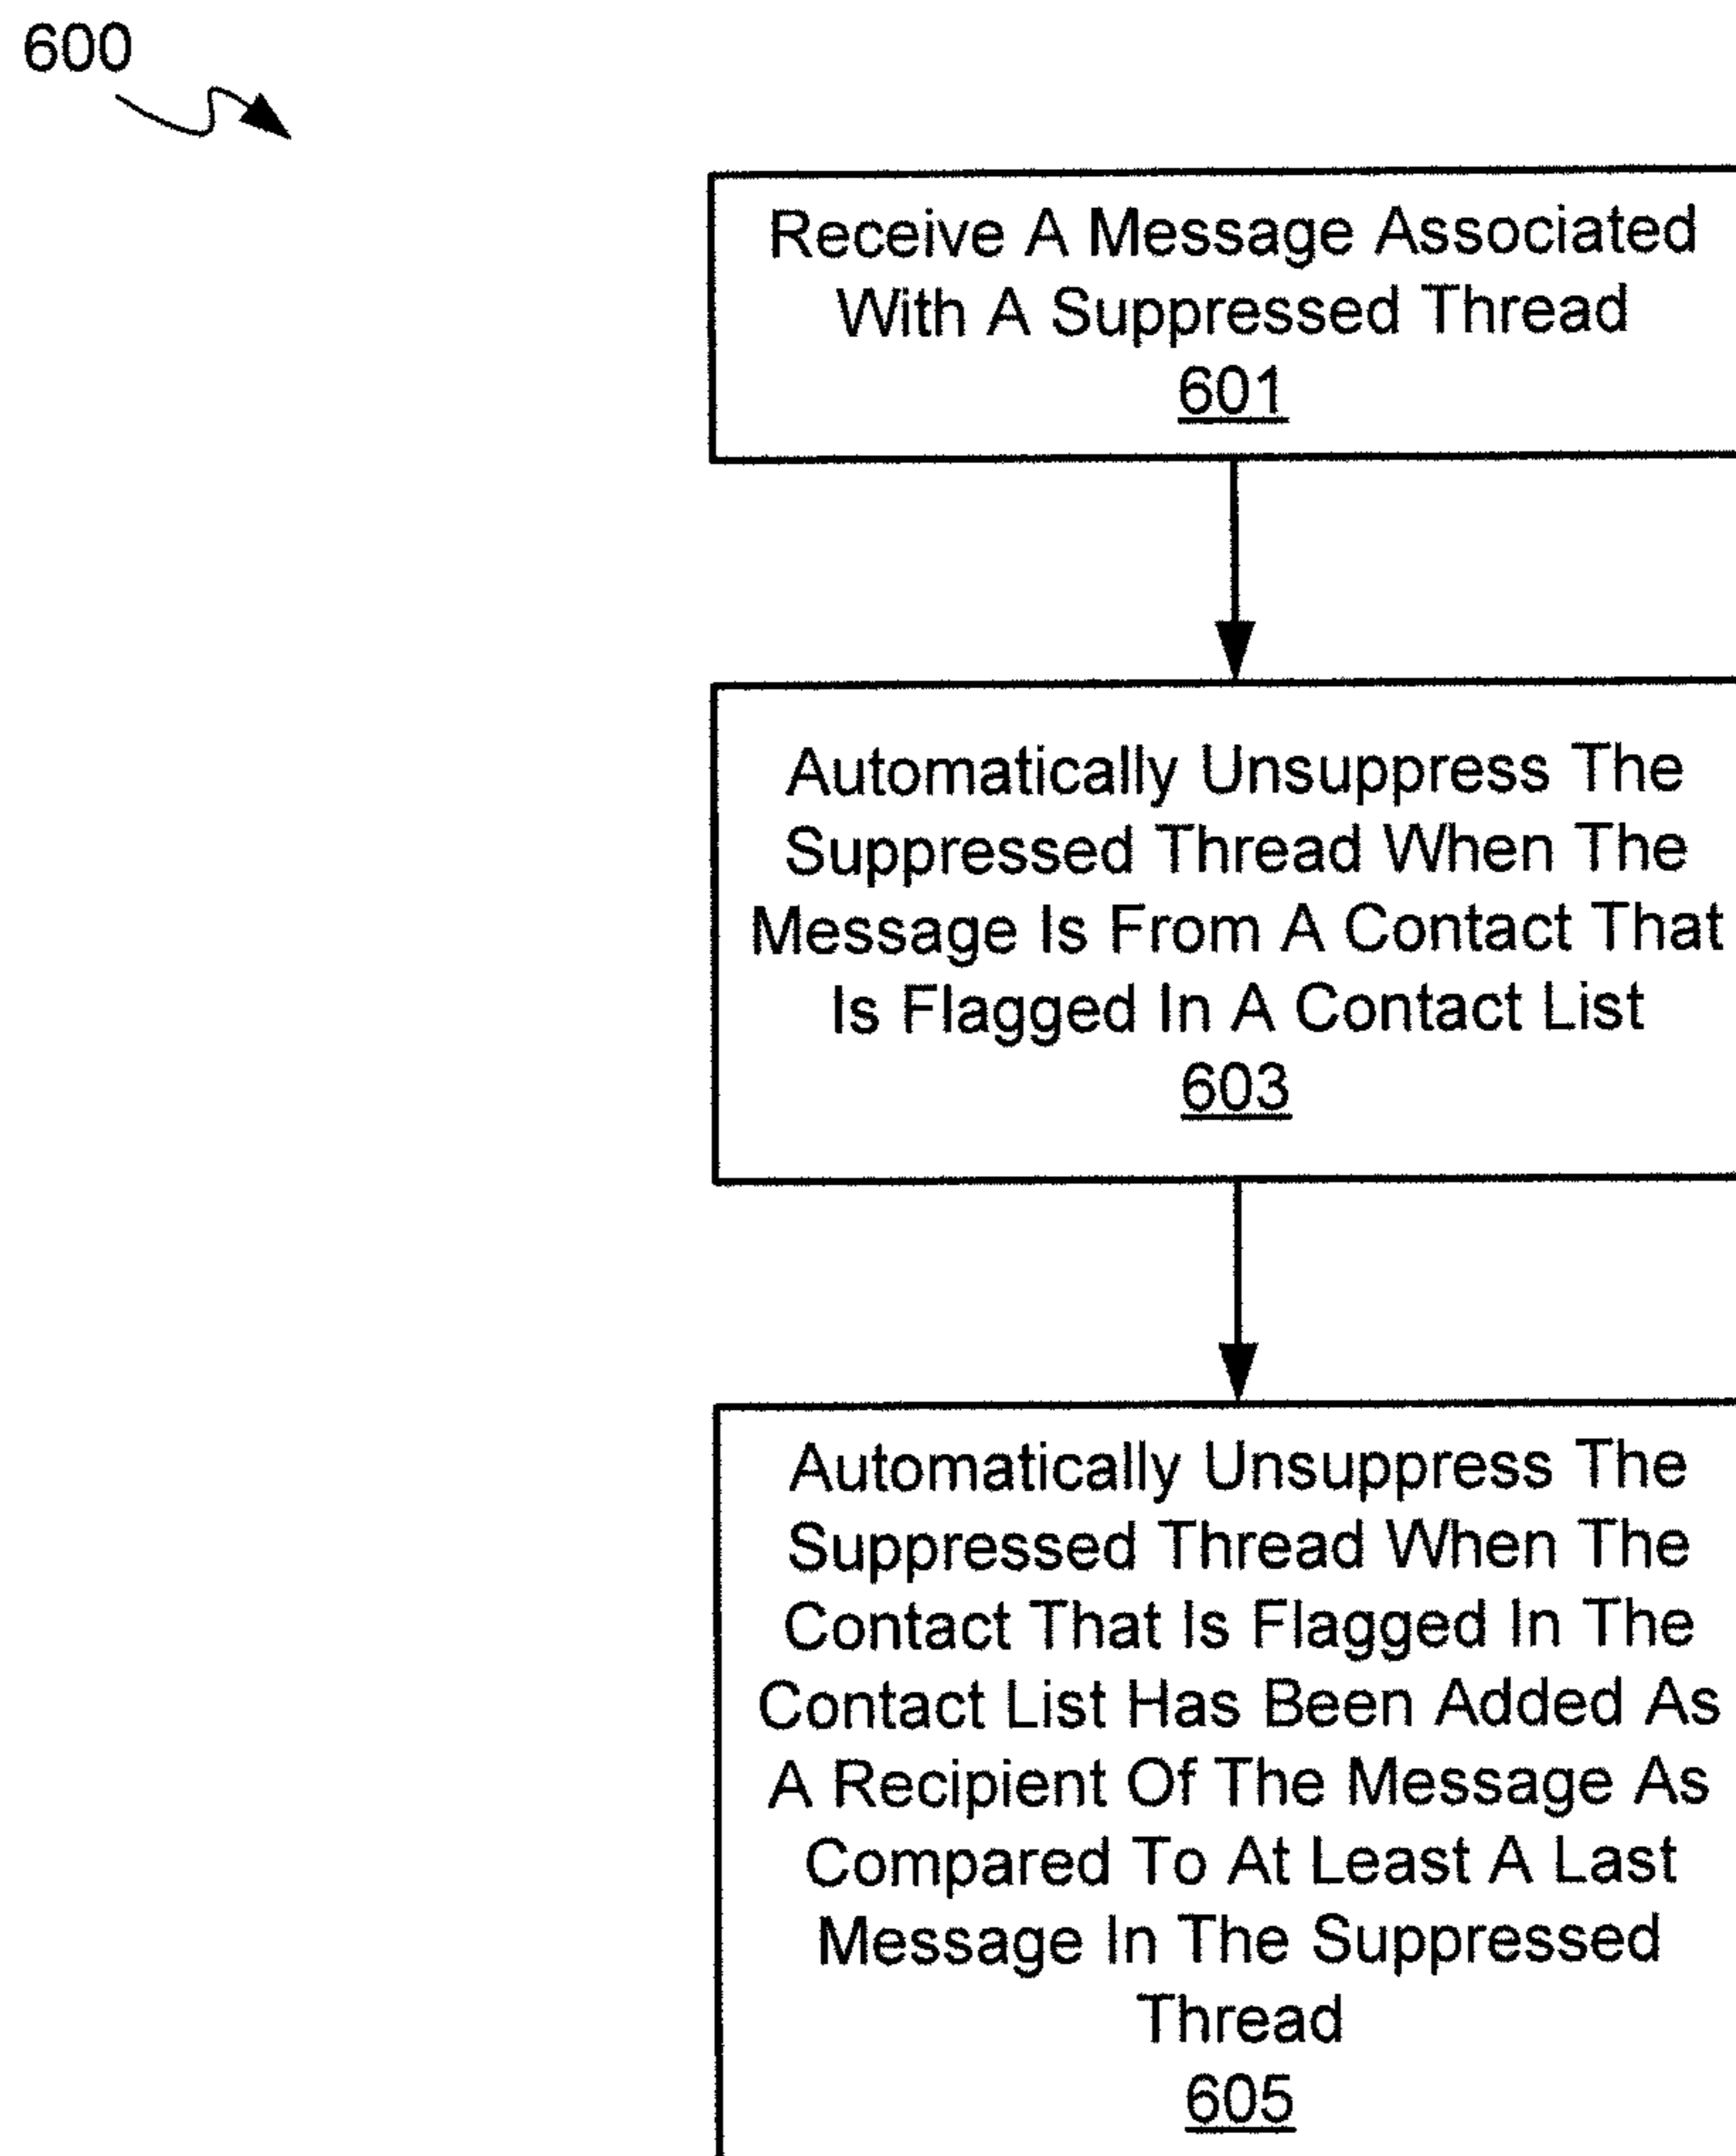 600
Receive A Message Associated
With A Suppressed Thread
601
Automatically Unsuppress The
Suppressed Thread When The
Message Is From A Contact That
Is Flagged In A Contact List
603
Automatically Unsuppress The
Suppressed Thread When The
Contact That Is Flagged In The
Contact List Has Been Added As
A Recipient Of The Message As
Compared To At Least A Last
Message In The Suppressed
Thread
605